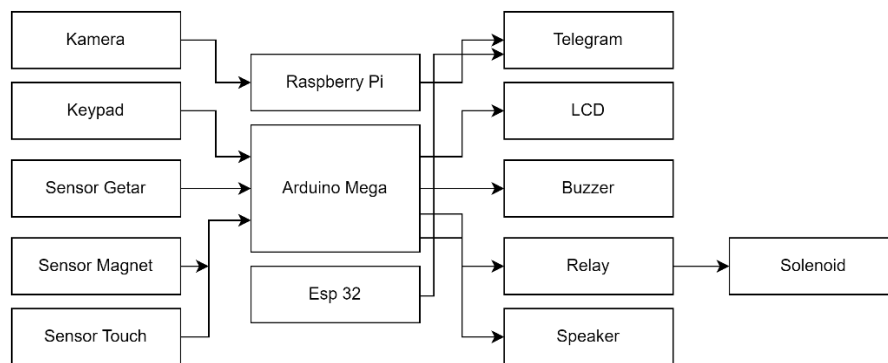 Kamera
Keypad
Sensor Getar
Sensor Magnet
Sensor Touch
Raspberry Pi
Arduino Mega
Esp 32
Telegram
LCD
Buzzer
Relay
Speaker
Solenoid